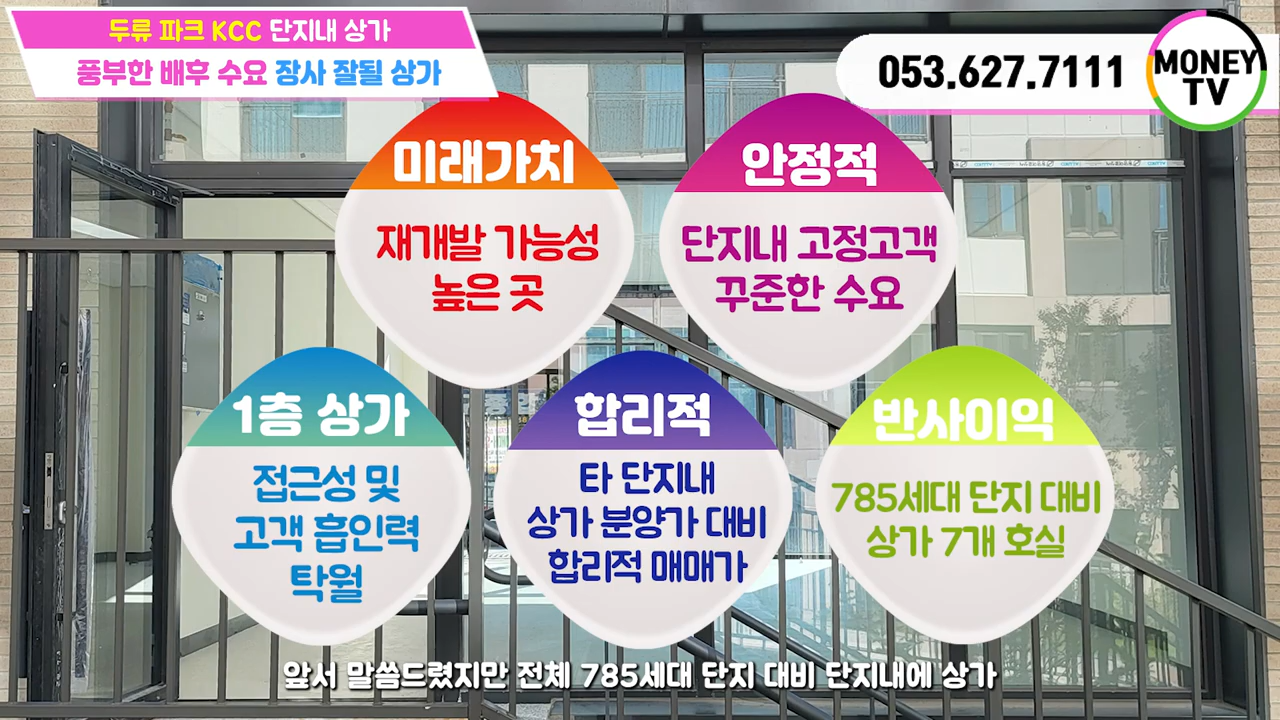 두류 파크 KCC 단지내 상가
풍부한 배후 수요 장사 잘될 상가
053.627.7111
MONEY
TV
미래가치
재개발 가능성
높은 곳
안정적
단지내 고정고객
꾸준한 수요
1층 상가
접근성 및
고객 흡인력
탁월
합리적
타 단지내
상가 분양가 대비
합리적 매매가
반사이익
785세대 단지 대비
상가 7개 호실
앞서 말씀드렸지만 전체 785세대 단지 대비 단지내에 상가